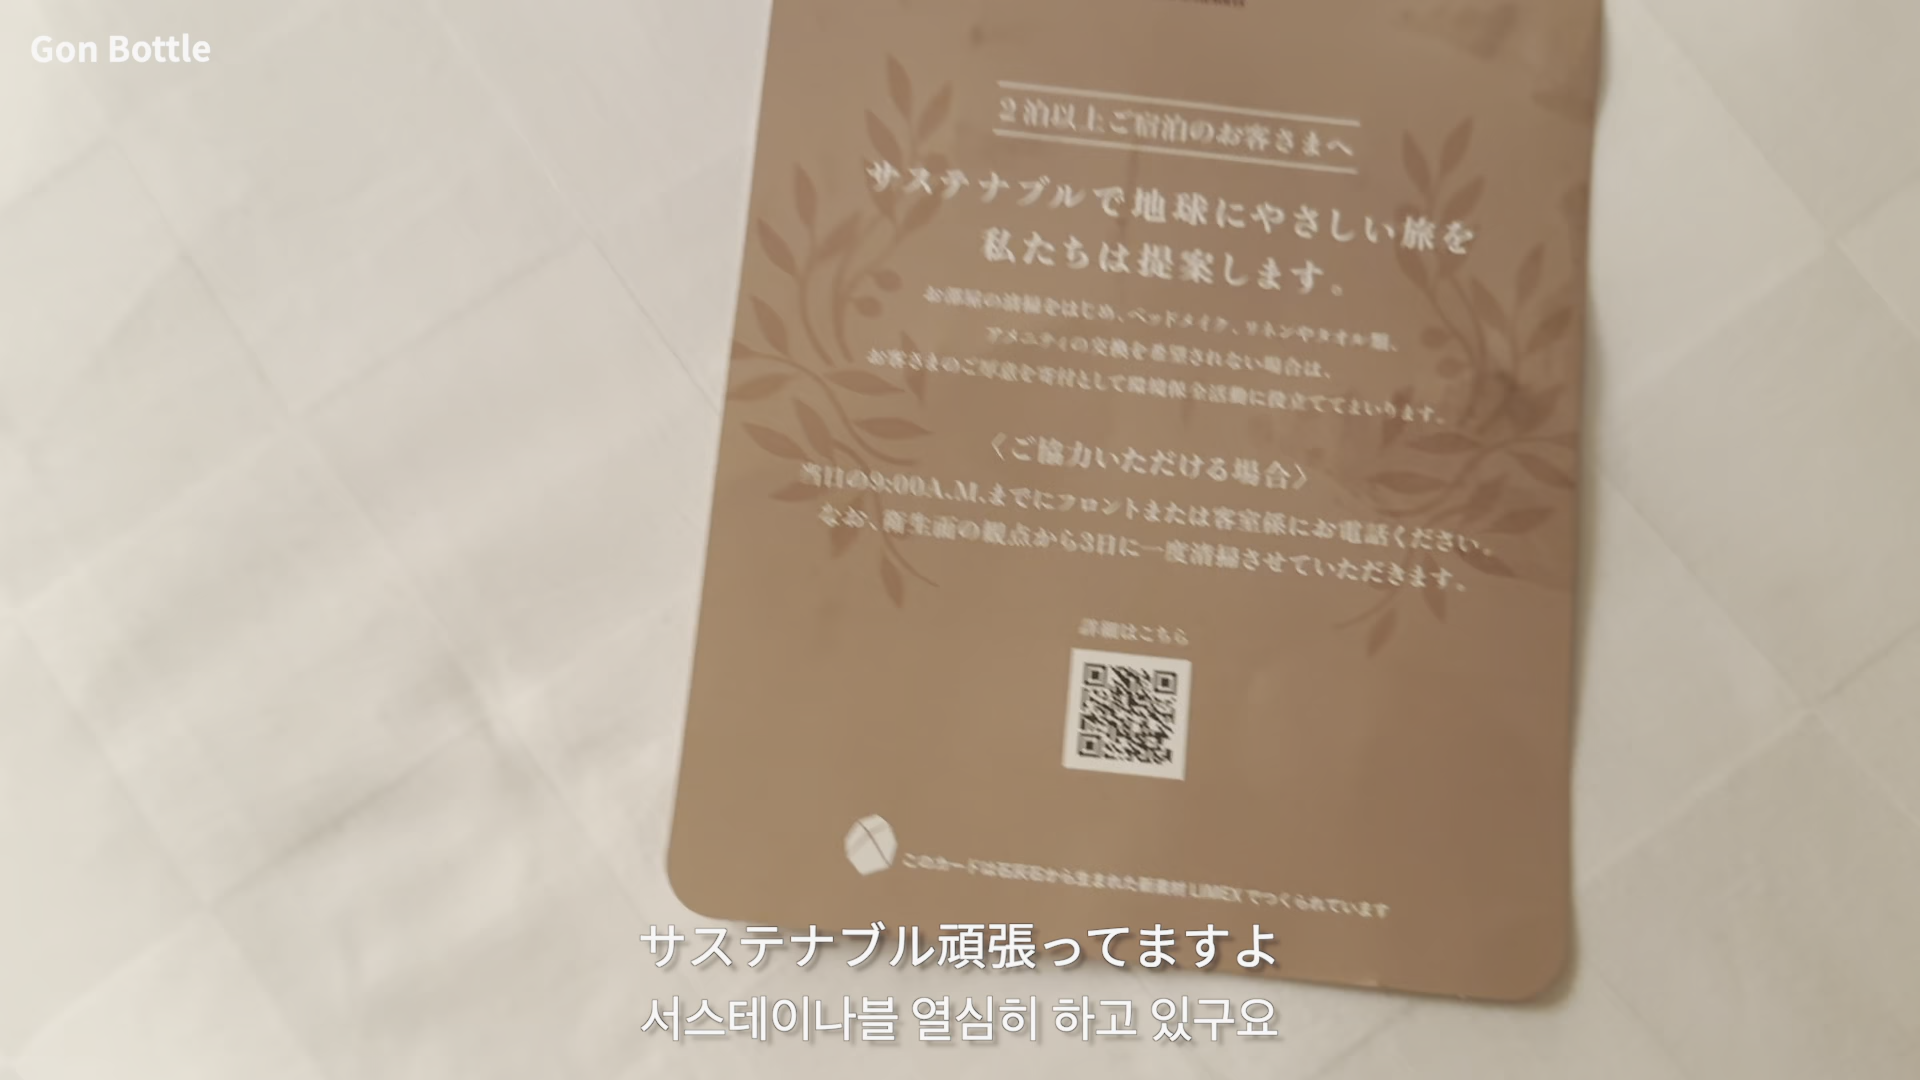 Gon Bottle
2泊以上ご宿泊のお客さまへ
サステナブルで地球にやさしい旅を
私たちは提案します。
お部屋の清掃をはじめ、ベッドメイク、リネンやタオル類、
アメニティの交換を希望されない場合は、
お客さまのご厚意を寄付として環境保全活動に役立ててまいります。
〈ご協力いただける場合〉
当日の9:00A.M.までにフロントまたは客室係にお電話ください。
なお、衛生面の観点から3日に一度清掃させていただきます。
詳細はこちら
このカードは石灰石から生まれた新素材 LIMEX でつくられています
サステナブル頑張ってますよ
서스테이나블 열심히 하고 있구요